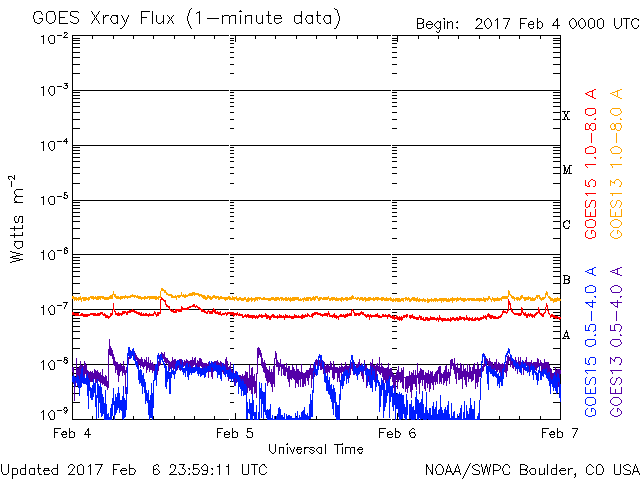 GOES Xray Flux (1-minute data)
Begin: 2017 Feb 4 0000 UTC
10⁻²
10⁻³
10⁻⁴
10⁻⁵
10⁻⁶
10⁻⁷
10⁻⁸
10⁻⁹
Watts m⁻²
X
M
C
B
A
GOES15 1.0-8.0 A
GOES13 1.0-8.0 A
GOES15 0.5-4.0 A
GOES13 0.5-4.0 A
Feb 4 Feb 5 Feb 6 Feb 7
Universal Time
Updated 2017 Feb 6 23:59:11 UTC
NOAA/SWPC Boulder, CO USA